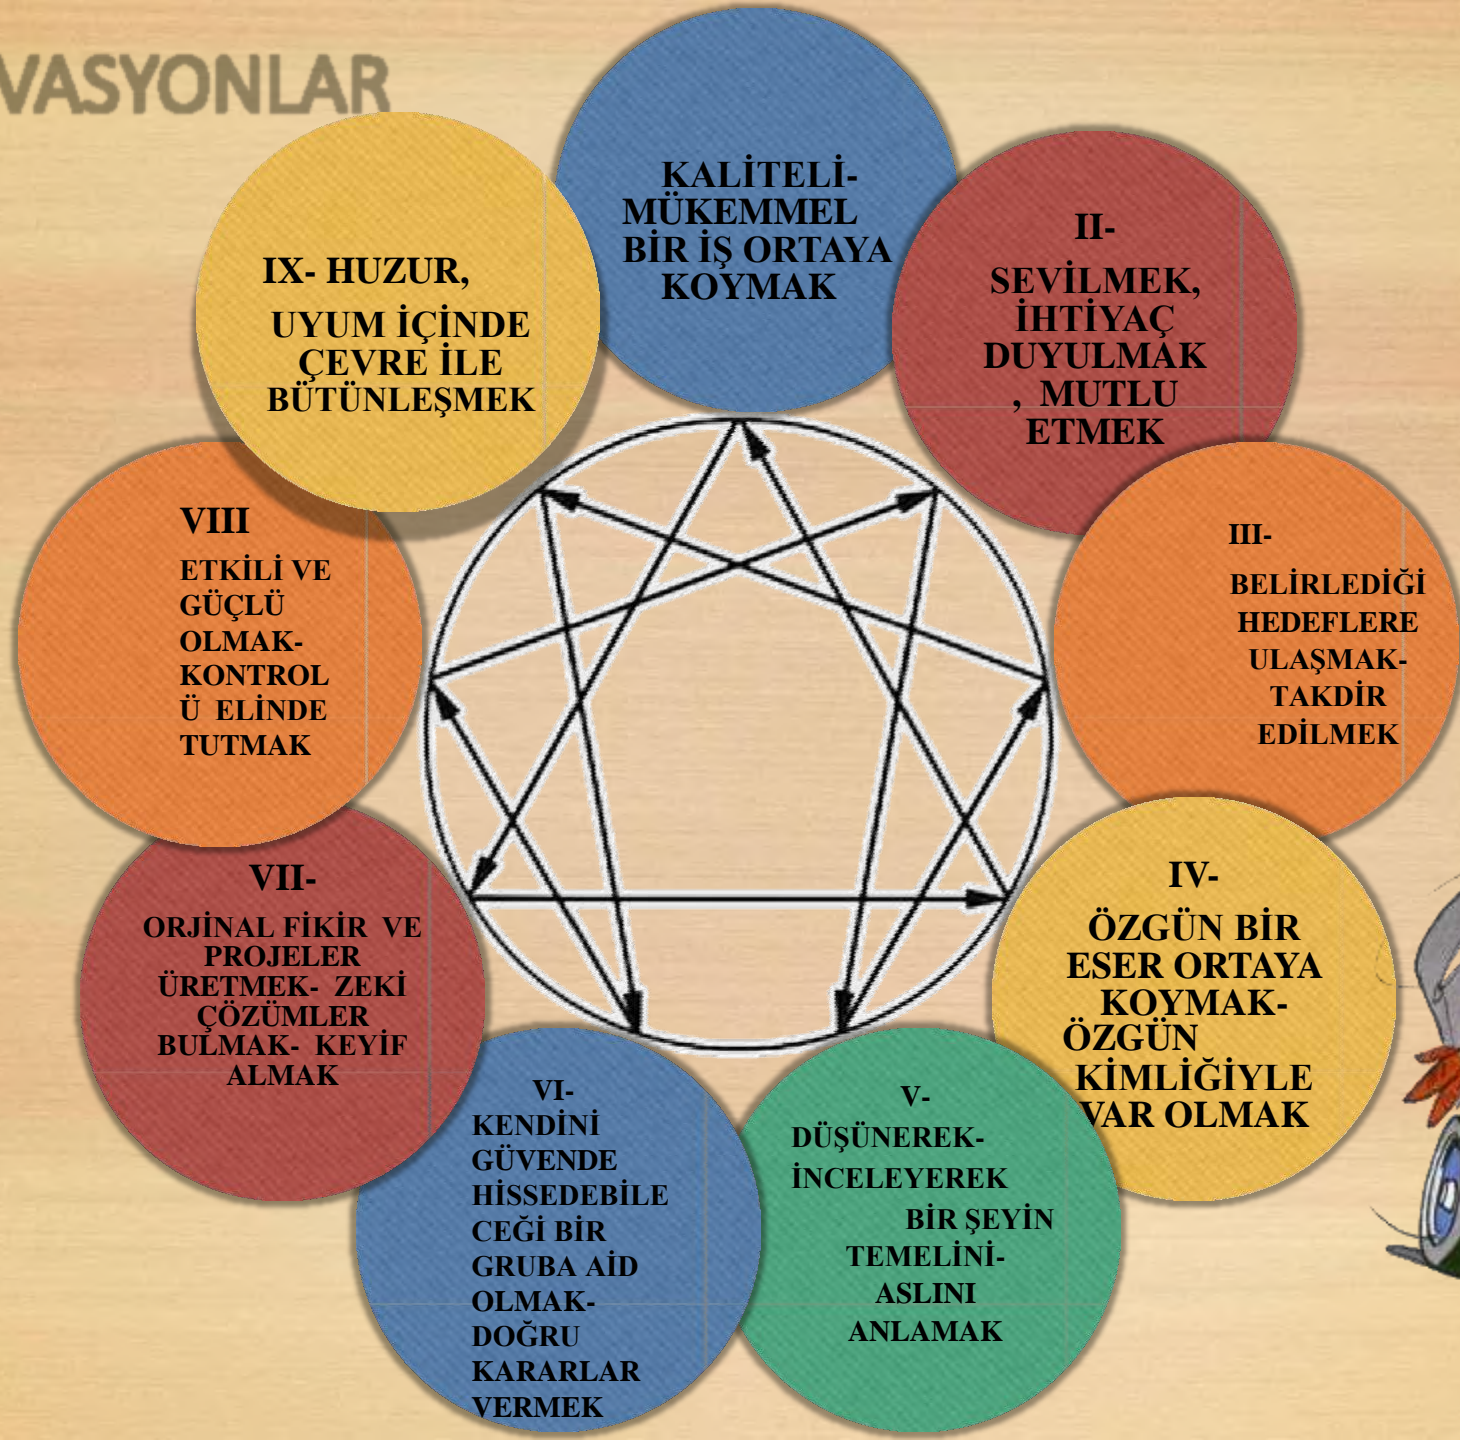 VASYONLAR
KALİTELİ-
MÜKEMMEL
BİR İŞ ORTAYA
KOYMAK
II-
SEVİLMEK,
İHTİYAÇ
DUYULMAK
, MUTLU
ETMEK
III-
BELİRLEDİĞİ
HEDEFLERE
ULAŞMAK-
TAKDİR
EDİLMEK
IV-
ÖZGÜN BİR
ESER ORTAYA
KOYMAK-
ÖZGÜN
KİMLİĞİYLE
VAR OLMAK
V-
DÜŞÜNEREK-
İNCELEYEREK
BİR ŞEYİN
TEMELİNİ-
ASLINI
ANLAMAK
VI-
KENDİNİ
GÜVENDE
HİSSEDEBİLE
CEĞİ BİR
GRUBA AİD
OLMAK-
DOĞRU
KARARLAR
VERMEK
VII-
ORJİNAL FİKİR VE
PROJELER
ÜRETMEK- ZEKİ
ÇÖZÜMLER
BULMAK- KEYİF
ALMAK
VIII
ETKİLİ VE
GÜÇLÜ
OLMAK-
KONTROL
Ü ELİNDE
TUTMAK
IX- HUZUR,
UYUM İÇİNDE
ÇEVRE İLE
BÜTÜNLEŞMEK